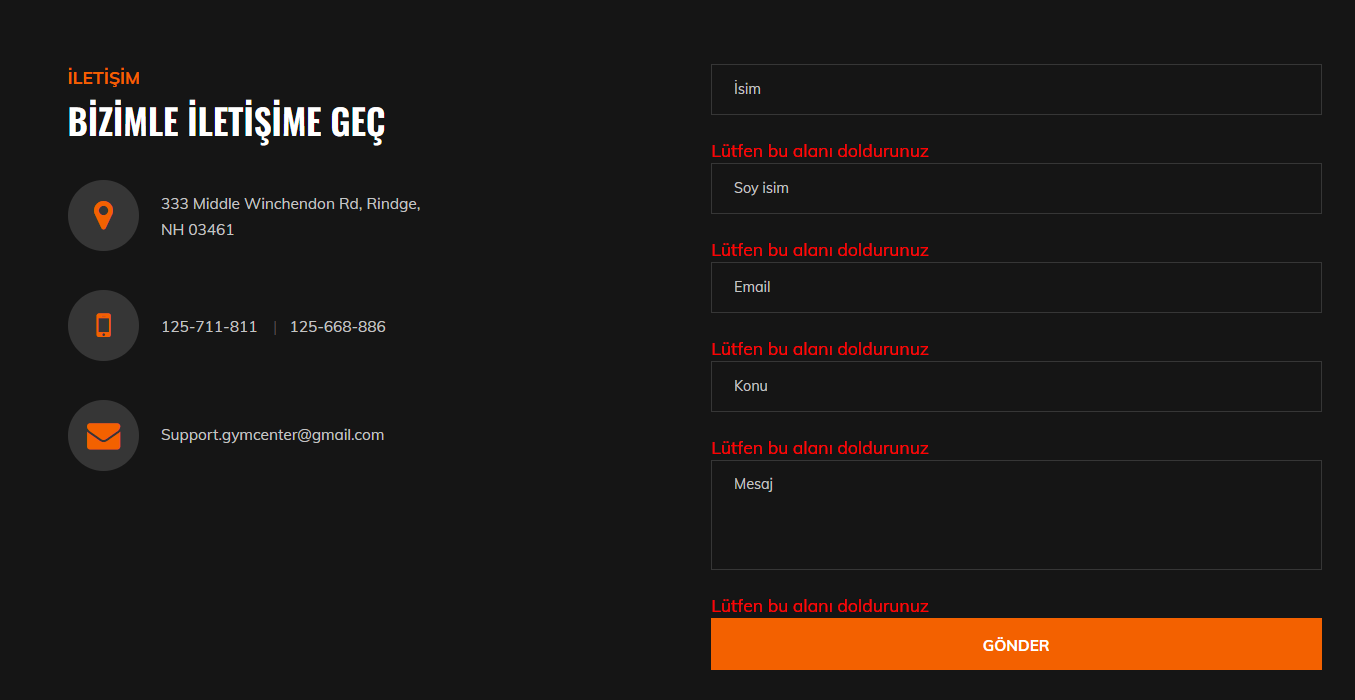 İLETİŞİM
BİZİMLE İLETİŞİME GEÇ
333 Middle Winchendon Rd, Rindge,
NH 03461
125-711-811 | 125-668-886
Support.gymcenter@gmail.com
İsim
Lütfen bu alanı doldurunuz
Soy isim
Lütfen bu alanı doldurunuz
Email
Lütfen bu alanı doldurunuz
Konu
Lütfen bu alanı doldurunuz
Mesaj
Lütfen bu alanı doldurunuz
GÖNDER